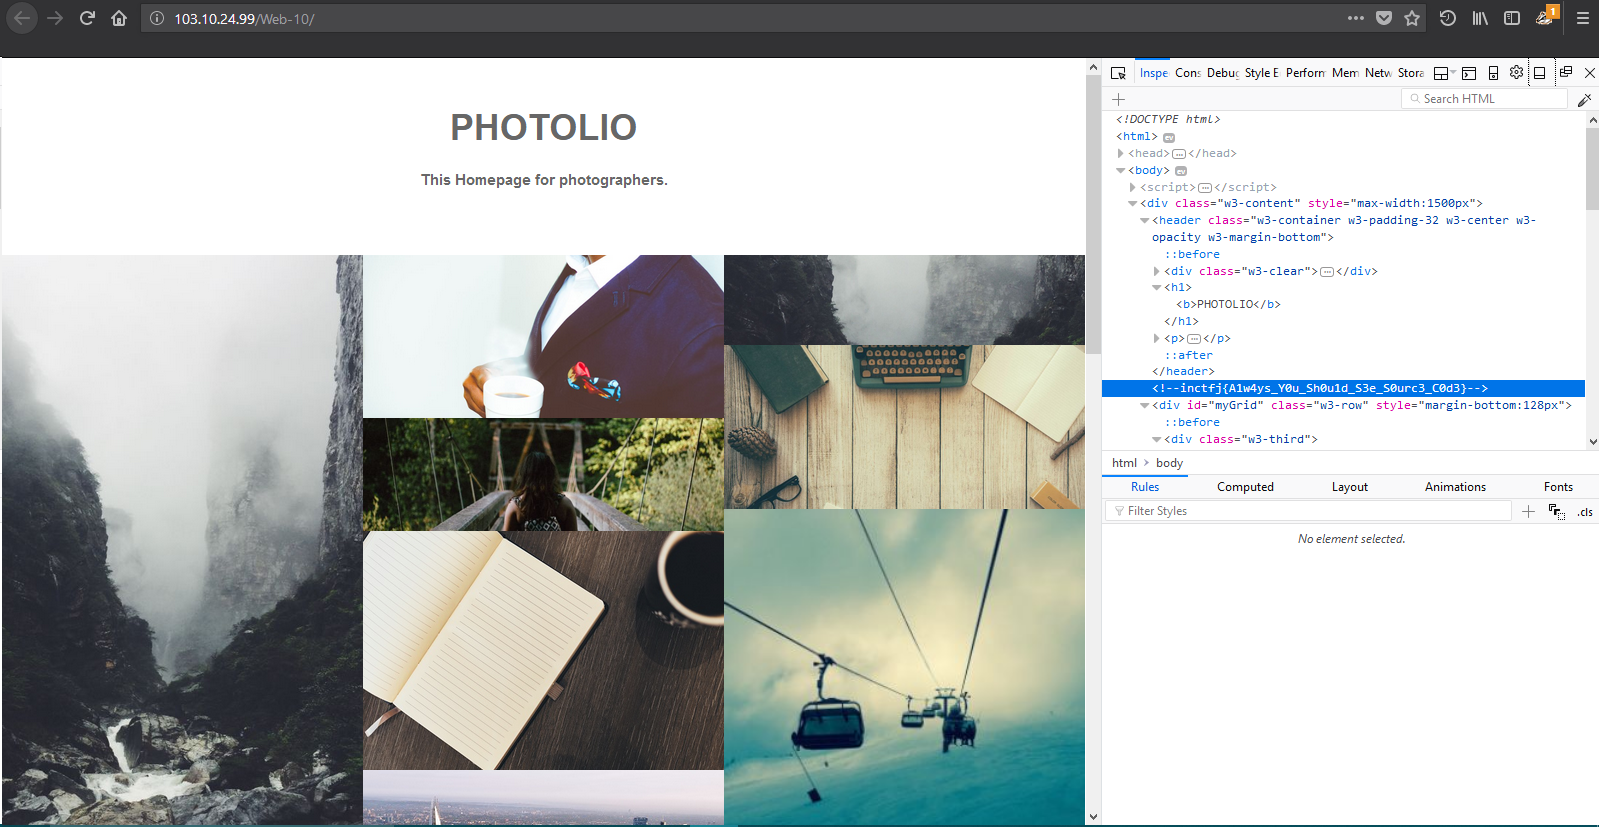 103.10.24.99/Web-10/
1
PHOTOLIO
This Homepage for photographers.
Inspe Cons Debug Style E Perform Mem Netw Stora
Search HTML
<!DOCTYPE html>
<html> ev
<head>…</head>
<body> ev
<script>…</script>
<div class="w3-content" style="max-width:1500px">
<header class="w3-container w3-padding-32 w3-center w3-
opacity w3-margin-bottom">
::before
<div class="w3-clear">…</div>
<h1>
<b>PHOTOLIO</b>
</h1>
<p>…</p>
::after
</header>
<!--inctfj{A1w4ys_Y0u_Sh0u1d_S3e_S0urc3_C0d3}-->
<div id="myGrid" class="w3-row" style="margin-bottom:128px">
::before
<div class="w3-third">
html > body
Rules Computed Layout Animations Fonts
Filter Styles .cls
No element selected.